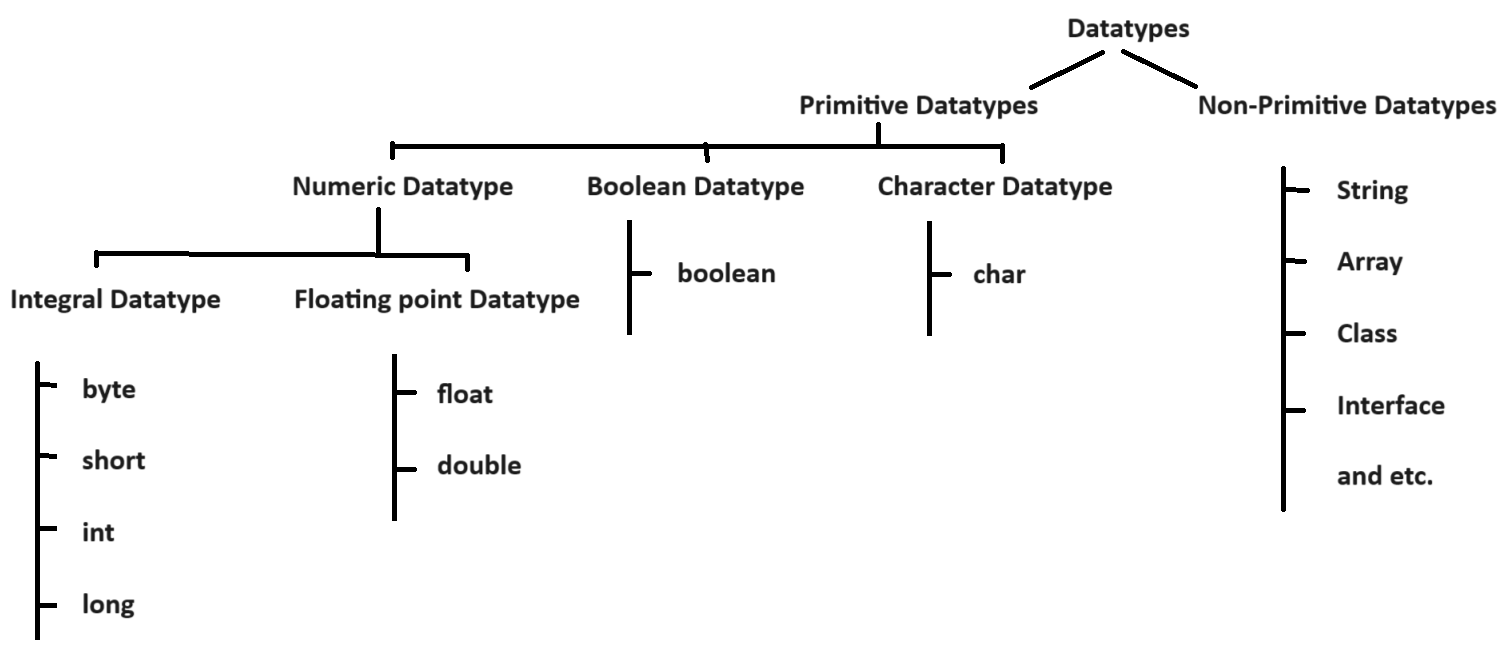 Datatypes
Primitive Datatypes
Non-Primitive Datatypes
Numeric Datatype
Boolean Datatype
Character Datatype
Integral Datatype
Floating point Datatype
byte
short
int
long
float
double
boolean
char
String
Array
Class
Interface
and etc.